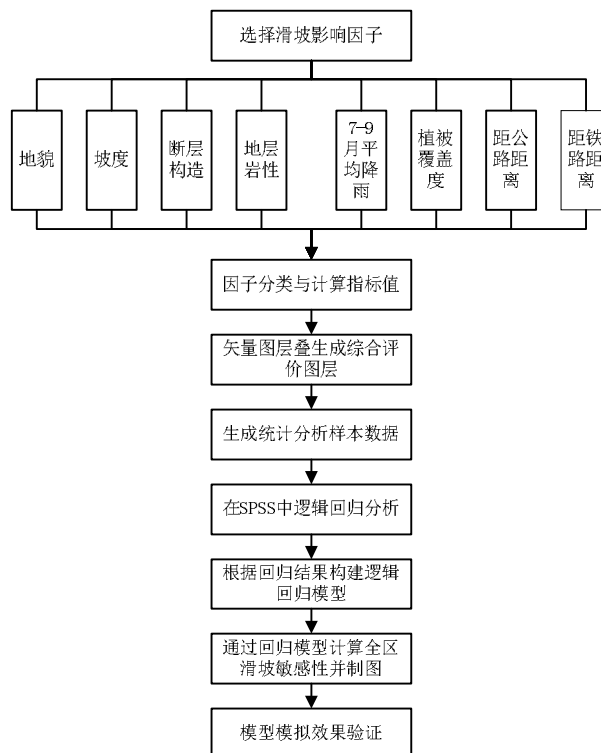 选择滑坡影响因子
地貌
坡度
断层
构造
地层
岩性
7-9
月平
均降
雨
植被
覆盖
度
距公
路距
离
距铁
路距
离
因子分类与计算指标值
矢量图层叠生成综合评
价图层
生成统计分析样本数据
在SPSS中逻辑回归分析
根据回归结果构建逻辑
回归模型
通过回归模型计算全区
滑坡敏感性并制图
模型模拟效果验证